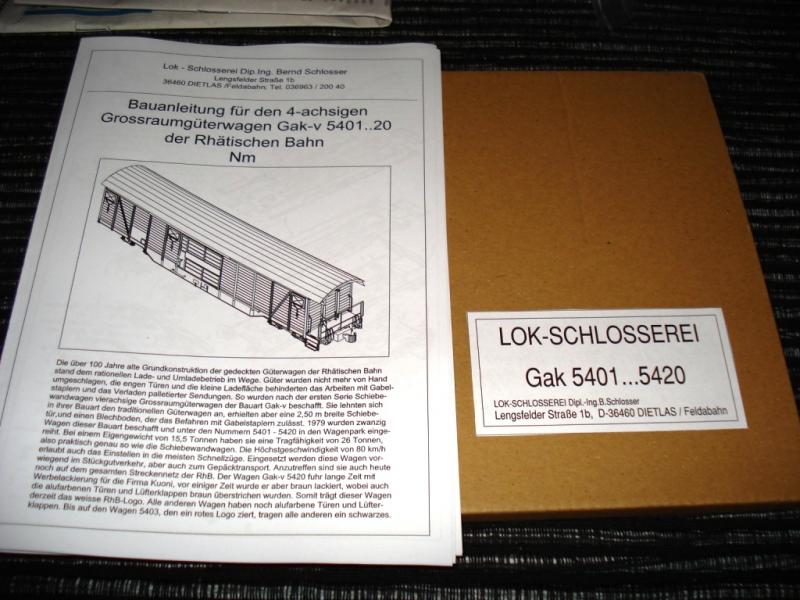 Lok - Schlosserei Dip.Ing. Bernd Schlosser
Lengsfelder Straße 1b
36460 DIETLAS /Feldabahn; Tel. 036963 / 200 40
Bauanleitung für den 4-achsigen
Grossraumgüterwagen Gak-v 5401..20
der Rhätischen Bahn
Nm
Die über 100 Jahre alte Grundkonstruktion der gedeckten Güterwagen der Rhätischen Bahn
stand dem rationellen Lade- und Umladebetrieb im Wege. Güter wurden nicht mehr von Hand
umgeschlagen, die engen Türen und die kleine Ladefläche behinderten das Arbeiten mit Gabel-
staplern und das Verladen palletierter Sendungen. So wurden nach der ersten Serie Schiebe-
wandwagen vierachsige Grossraumgüterwagen der Bauart Gak-v beschafft. Sie lehnten sich
in ihrer Bauart den traditionellen Güterwagen an, erhielten aber eine 2,50 m breite Schiebe-
tür,und einen Blechboden, der das Befahren mit Gabelstaplern zulässt. 1979 wurden zwanzig
Wagen dieser Bauart beschafft und unter den Nummern 5401 - 5420 in den Wagenpark einge-
reiht. Bei einem Eigengewicht von 15,5 Tonnen haben sie eine Tragfähigkeit von 26 Tonnen,
also praktisch genau so wie die Schiebewandwagen. Die Höchstgeschwindigkeit von 80 km/h
erlaubt auch das Einstellen in die meisten Schnellzüge. Eingesetzt werden diese Wagen vor-
wiegend im Stückgutverkehr, aber auch zum Gepäcktransport. Anzutreffen sind sie auch heute
noch auf dem gesamten Streckennetz der RhB. Der Wagen Gak-v 5420 fuhr lange Zeit mit
Werbelackierung für die Firma Kuoni, vor einiger Zeit wurde er aber braun lackiert, wobei auch
die alufarbenen Türen und Lüfterklappen braun überstrichen wurden. Somit trägt dieser Wagen
derzeit das weisse RhB-Logo. Alle anderen Wagen haben noch alufarbene Türen und Lüfter-
klappen. Bis auf den Wagen 5403, den ein rotes Logo ziert, tragen alle anderen ein schwarzes.
LOK-SCHLOSSEREI
Gak 5401...5420
LOK-SCHLOSSEREI Dipl.-Ing.B.Schlosser
Lengsfelder Straße 1b, D-36460 DIETLAS / Feldabahn